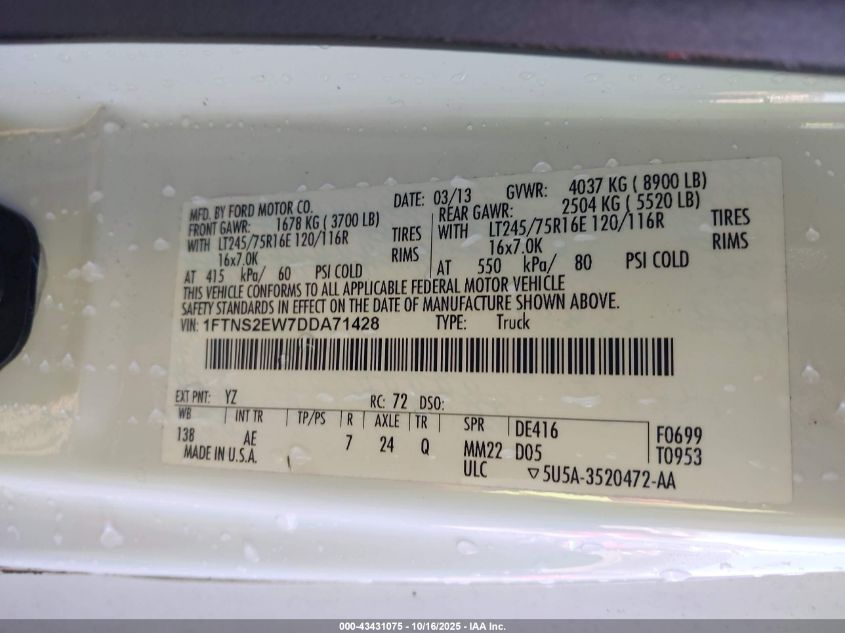 MFD. BY FORD MOTOR CO. DATE: 03/13 GVWR: 4037 KG ( 8900 LB)
FRONT GAWR: 1678 KG ( 3700 LB) REAR GAWR: 2504 KG ( 5520 LB)
WITH LT245/75R16E 120/116R TIRES WITH LT245/75R16E 120/116R TIRES
16x7.0K RIMS 16x7.0K RIMS
AT 415 kPa/ 60 PSI COLD AT 550 kPa/ 80 PSI COLD
THIS VEHICLE CONFORMS TO ALL APPLICABLE FEDERAL MOTOR VEHICLE
SAFETY STANDARDS IN EFFECT ON THE DATE OF MANUFACTURE SHOWN ABOVE.
VIN: 1FTNS2EW7DDA71428 TYPE: Truck
EXT PNT: YZ RC: 72 DSO:
WB INT TR TP/PS R AXLE TR SPR DE416 F0699
138 AE 7 24 Q MM22 D05 T0953
MADE IN U.S.A. ULC ▽5U5A-3520472-AA
000-43431075 - 10/16/2025 - IAA Inc.